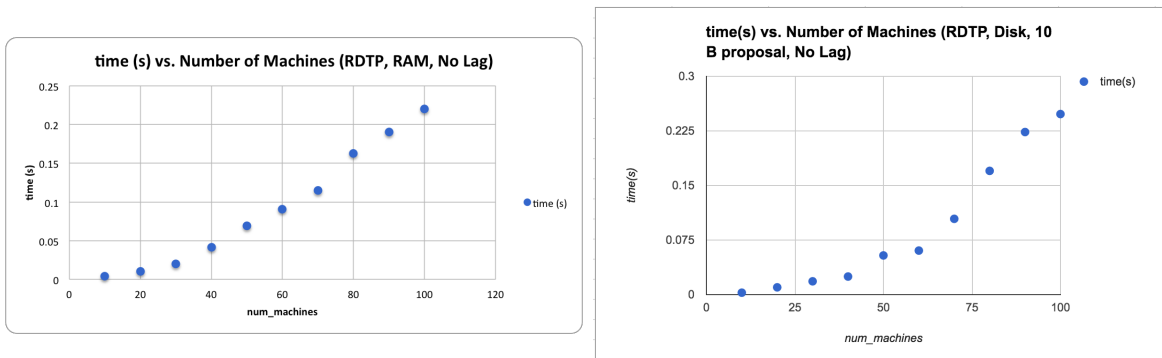 time (s) vs. Number of Machines (RDTP, RAM, No Lag)
0.25
0.2
0.15
0.1
0.05
0
time (s)
0 20 40 60 80 100 120
num_machines
time (s)
time(s) vs. Number of Machines (RDTP, Disk, 10
B proposal, No Lag)
0.3
0.225
0.15
0.075
0
time(s)
0 25 50 75 100
num_machines
time(s)